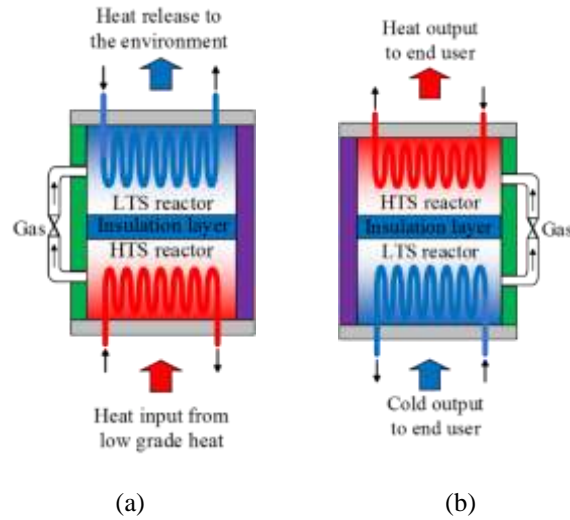 Heat release to
the environment
LTS reactor
Insulation layer
HTS reactor
Gas
Heat input from
low grade heat
(a)
Heat output
to end user
HTS reactor
Insulation layer
LTS reactor
Gas
Cold output
to end user
(b)